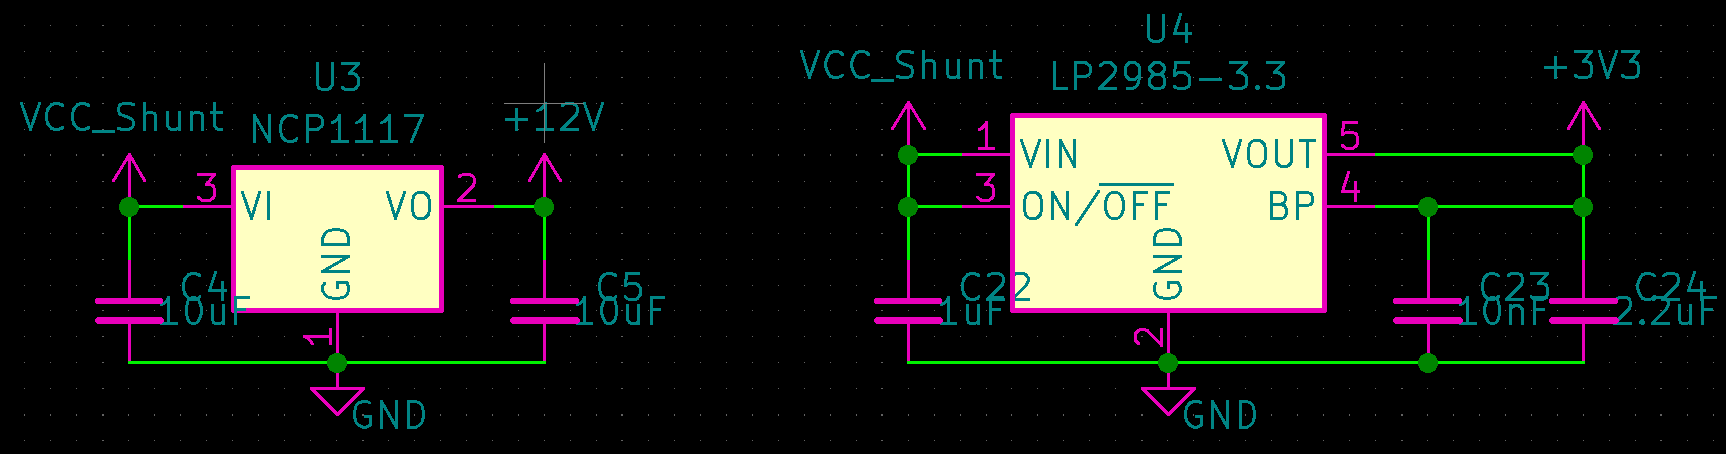 U3
NCP1117
VCC_Shunt
+12V
3
VI
VO
2
GND
1
C4
10uF
C5
10uF
GND
U4
LP2985-3.3
VCC_Shunt
+3V3
1
VIN
VOUT
5
3
ON/OFF
BP
4
GND
2
C22
1uF
C23
10nF
C24
2.2uF
GND